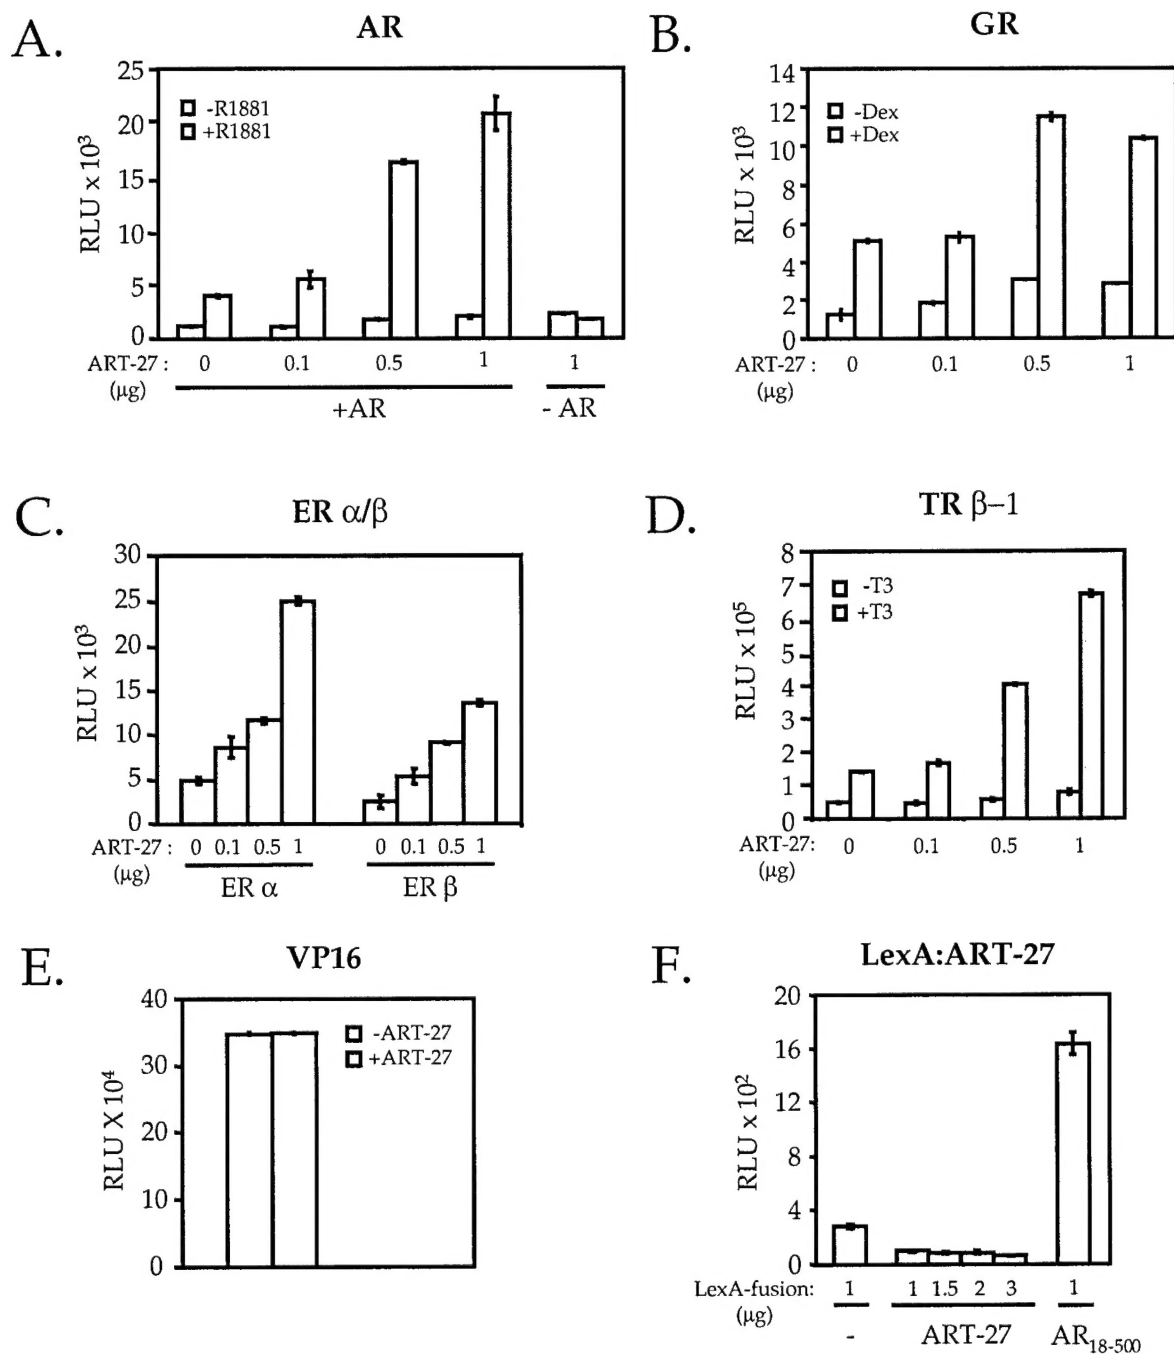 A.
AR
25
20
15
10
5
0
RLU x 10³
-R1881
+R1881
ART-27 : 0 0.1 0.5 1 1
(μg)
+AR - AR
B.
GR
14
12
10
8
6
4
2
0
RLU x 10³
-Dex
+Dex
ART-27: 0 0.1 0.5 1
(μg)
C.
ER α/β
30
25
20
15
10
5
0
RLU x 10³
ART-27 : 0 0.1 0.5 1 0 0.1 0.5 1
(μg)
ER α ER β
D.
TR β–1
8
7
6
5
4
3
2
1
0
RLU x 10⁵
-T3
+T3
ART-27: 0 0.1 0.5 1
(μg)
E.
VP16
40
30
20
10
0
RLU X 10⁴
-ART-27
+ART-27
F.
LexA:ART-27
20
16
12
8
4
0
RLU x 10²
LexA-fusion: 1 1 1.5 2 3 1
(μg)
- ART-27 AR₁₈₋₅₀₀